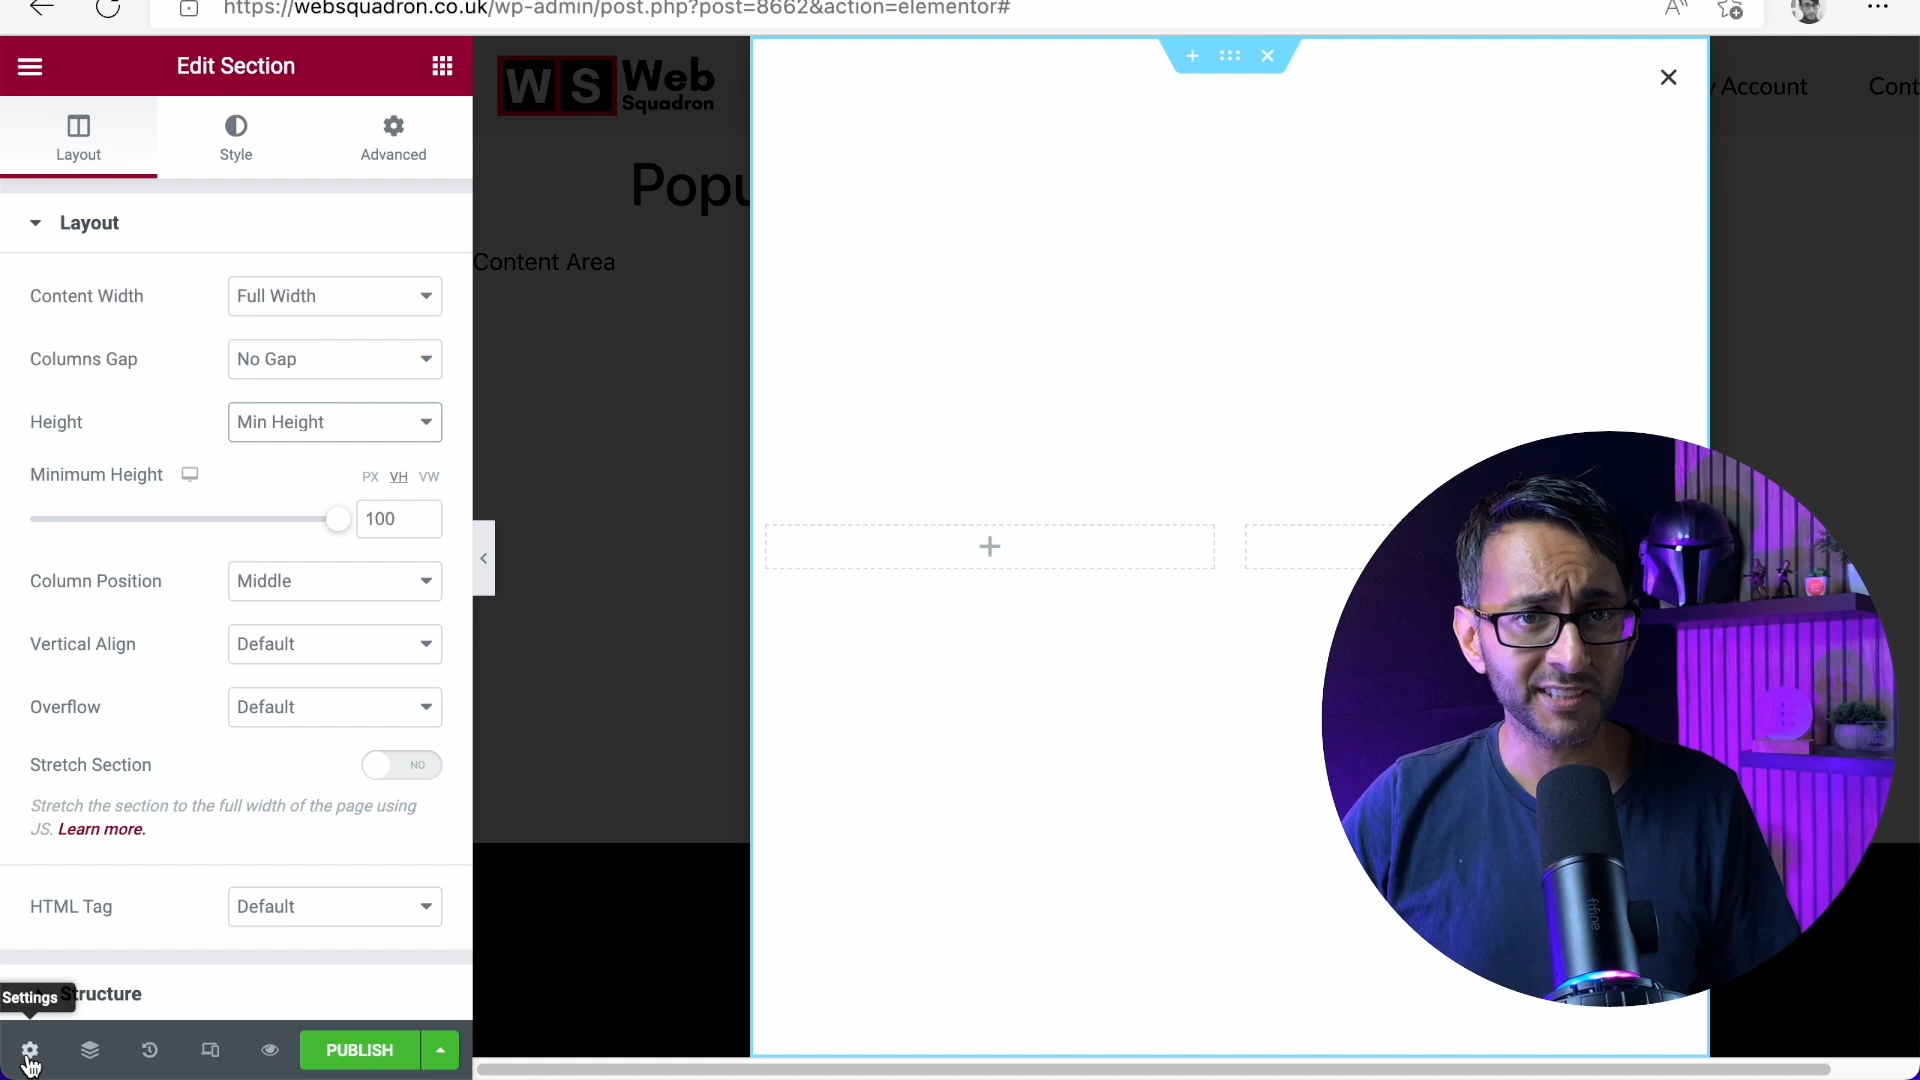 https://websquadron.co.uk/wp-admin/post.php?post=8662&action=elementor#
Edit Section
Layout
Style
Advanced
Layout
Content Width
Full Width
Columns Gap
No Gap
Height
Min Height
Minimum Height
PX VH VW
100
Column Position
Middle
Vertical Align
Default
Overflow
Default
Stretch Section
NO
Stretch the section to the full width of the page using
JS. Learn more.
HTML Tag
Default
Settings
Structure
PUBLISH
WS Web
Squadron
Account
Cont
Popu
Content Area
fifine